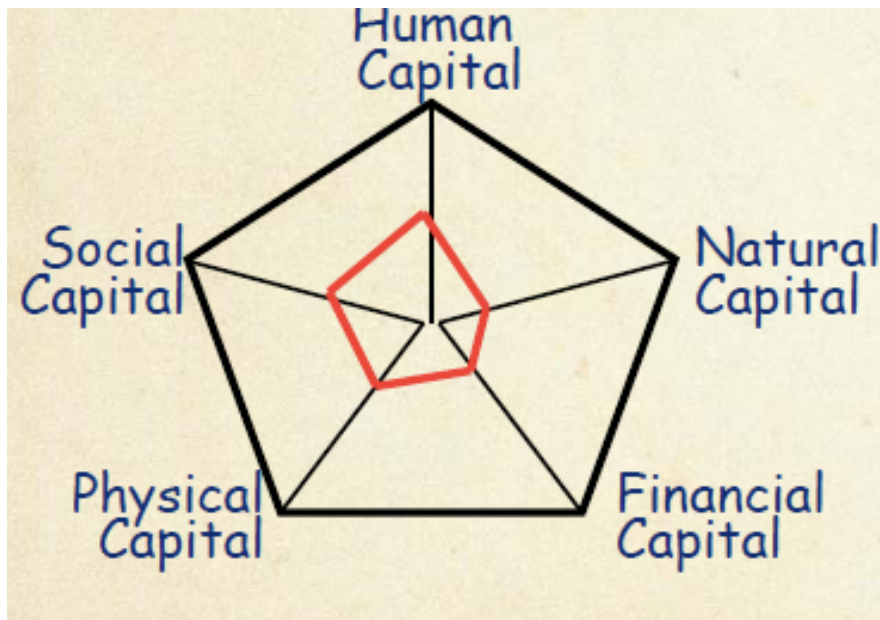 Human
Capital
Social
Capital
Natural
Capital
Physical
Capital
Financial
Capital